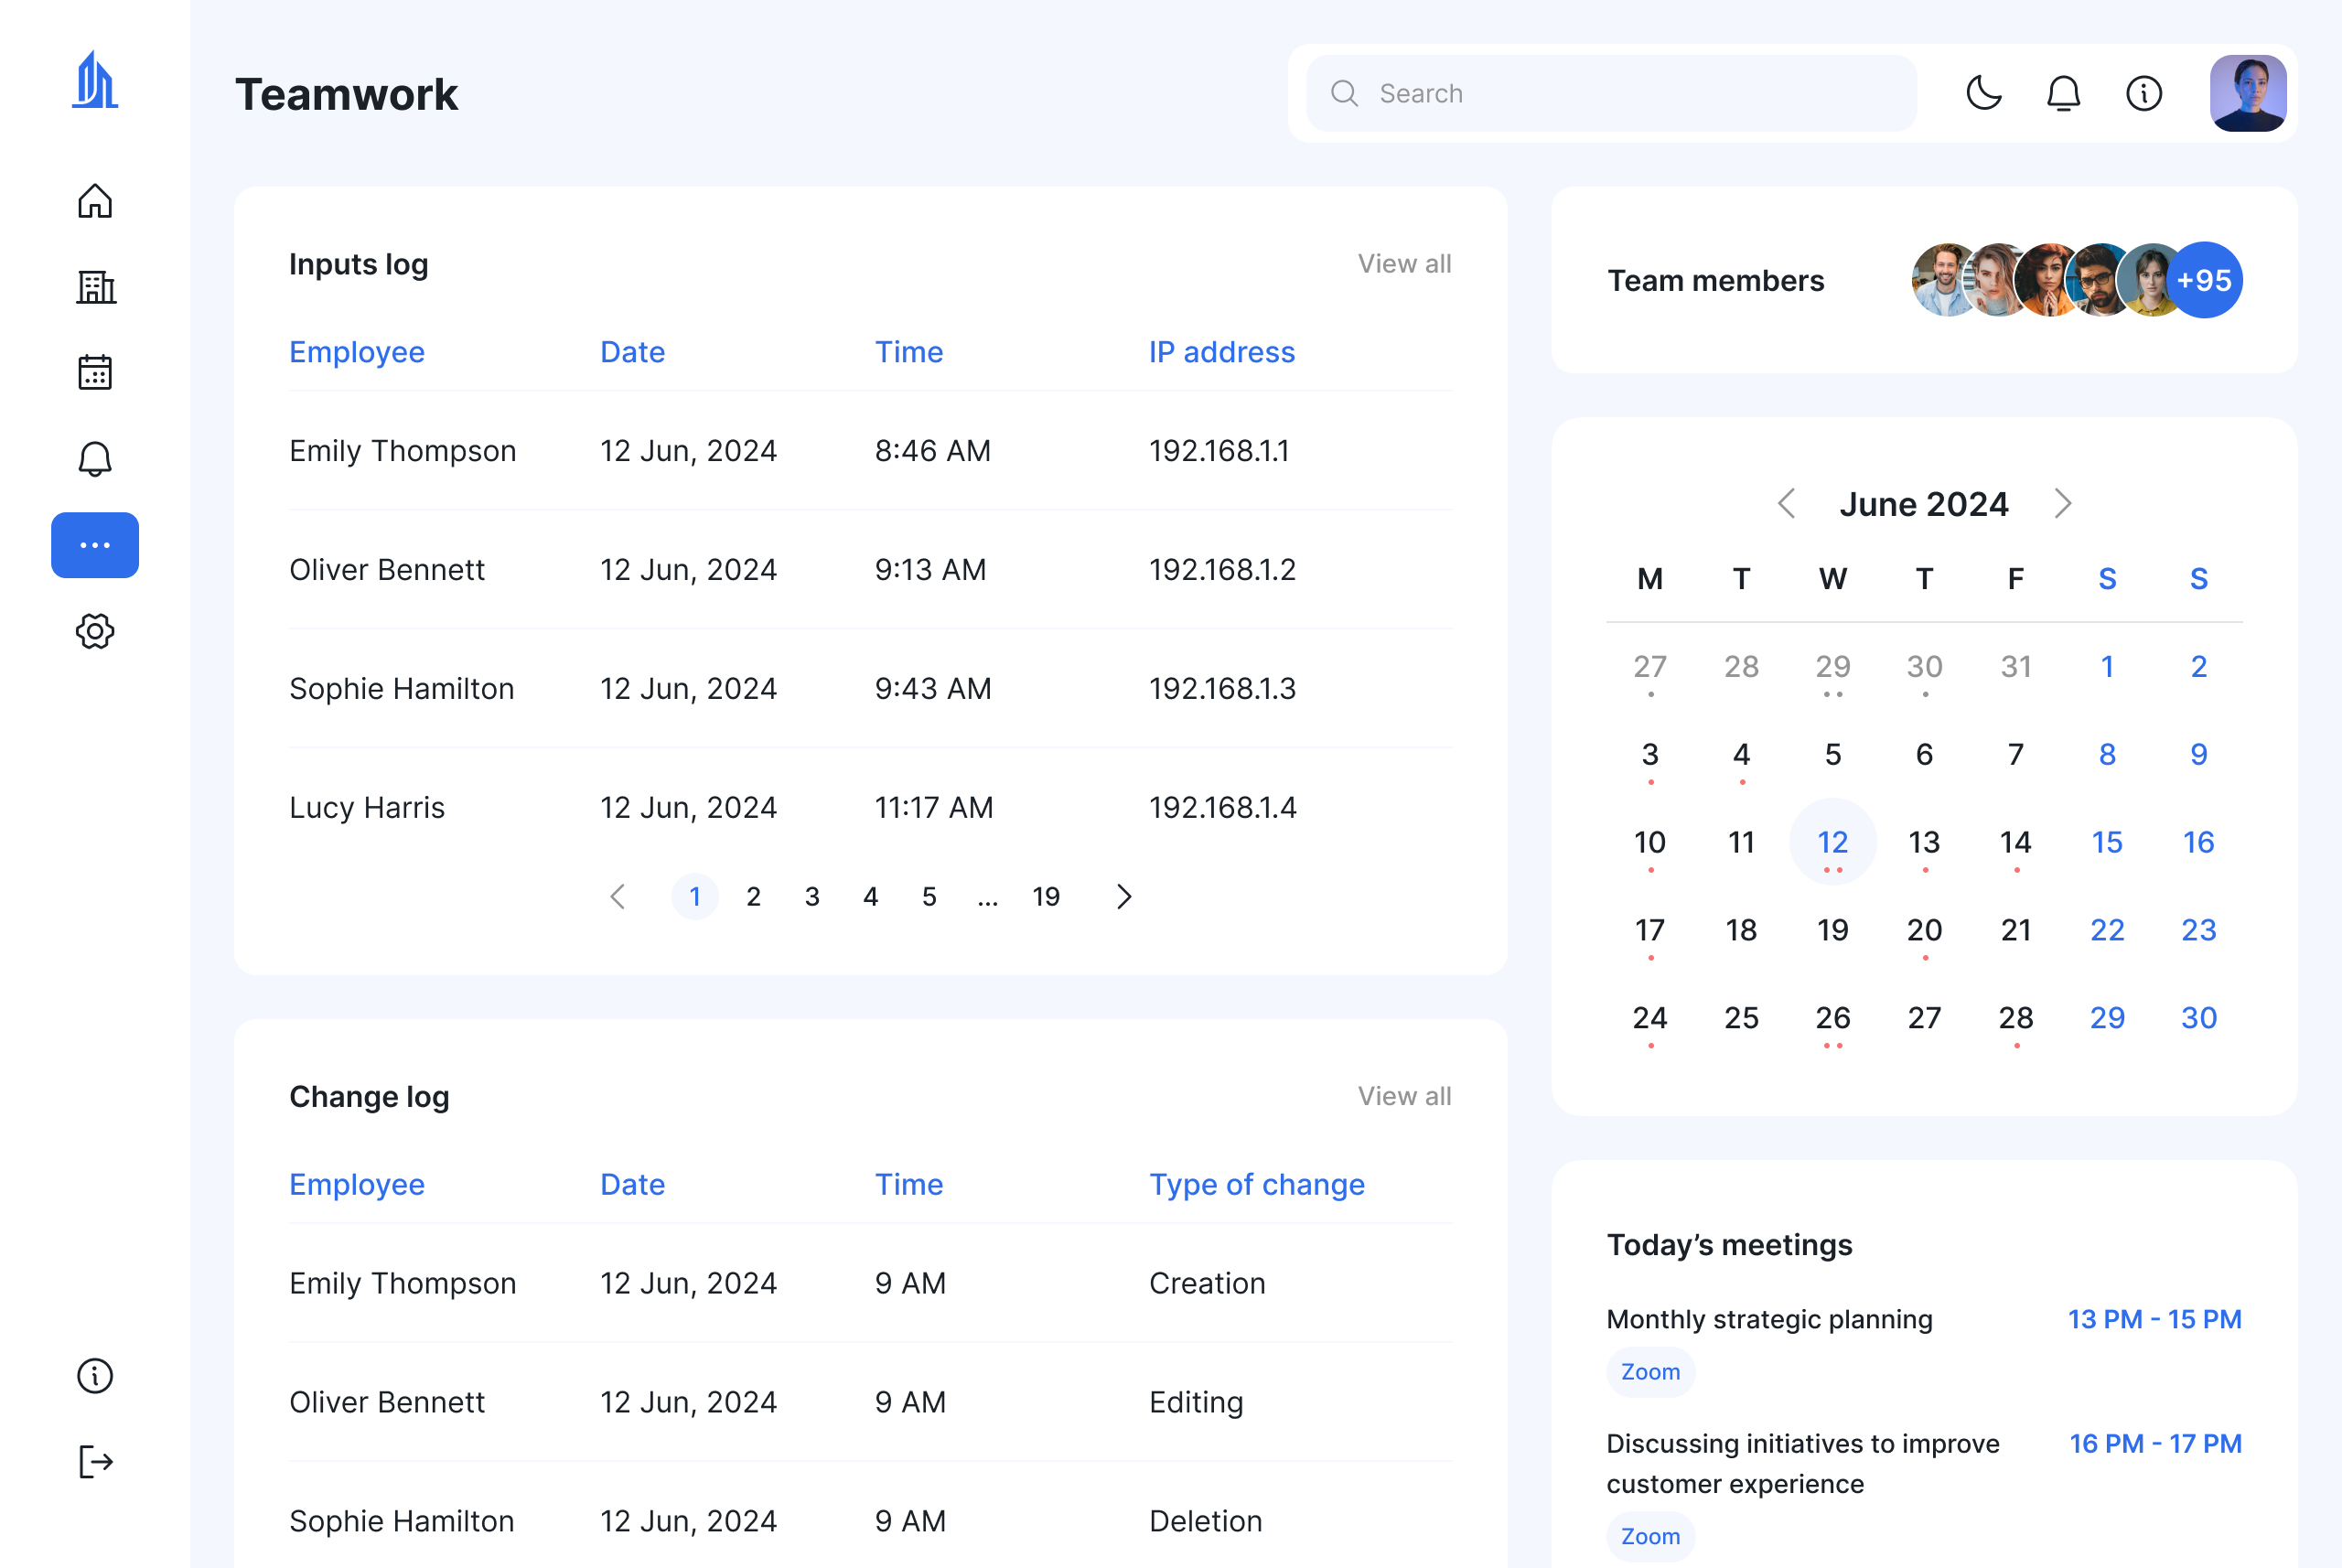 Teamwork
Search
Inputs log
View all
Employee Date Time IP address
Emily Thompson 12 Jun, 2024 8:46 AM 192.168.1.1
Oliver Bennett 12 Jun, 2024 9:13 AM 192.168.1.2
Sophie Hamilton 12 Jun, 2024 9:43 AM 192.168.1.3
Lucy Harris 12 Jun, 2024 11:17 AM 192.168.1.4
1 2 3 4 5 ... 19
Change log
View all
Employee Date Time Type of change
Emily Thompson 12 Jun, 2024 9 AM Creation
Oliver Bennett 12 Jun, 2024 9 AM Editing
Sophie Hamilton 12 Jun, 2024 9 AM Deletion
Team members
+95
June 2024
M T W T F S S
27 28 29 30 31 1 2
3 4 5 6 7 8 9
10 11 12 13 14 15 16
17 18 19 20 21 22 23
24 25 26 27 28 29 30
Today’s meetings
Monthly strategic planning 13 PM - 15 PM
Zoom
Discussing initiatives to improve 16 PM - 17 PM
customer experience
Zoom